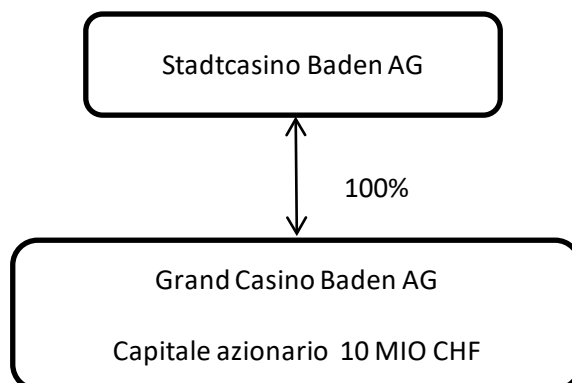 Stadtcasino Baden AG
100%
Grand Casino Baden AG
Capitale azionario 10 MIO CHF